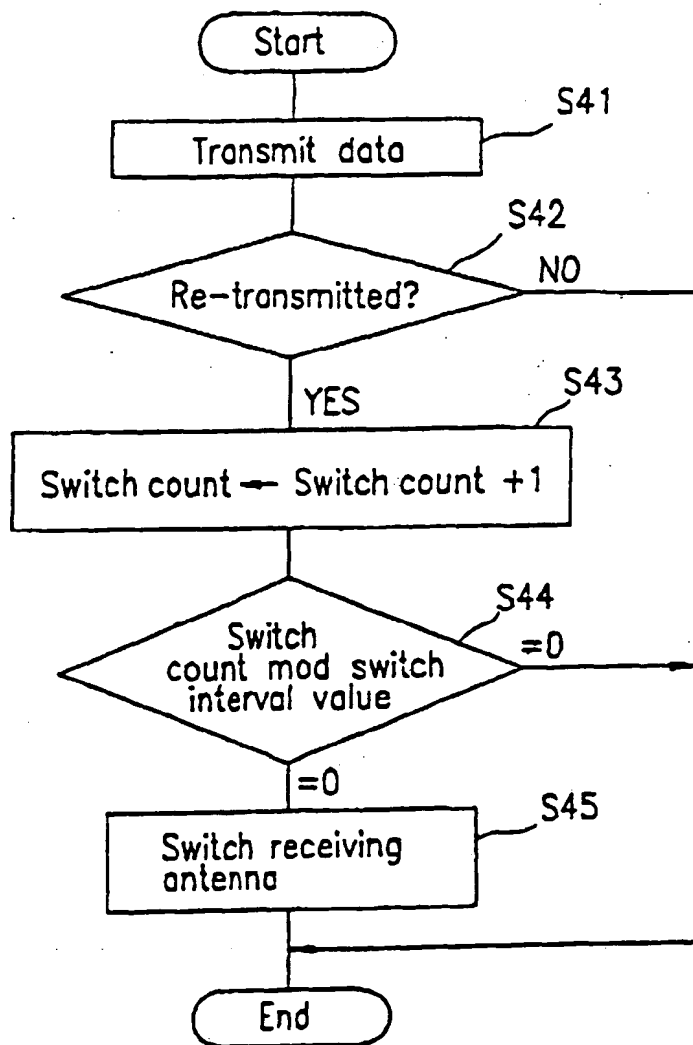 Start
S41
Transmit data
S42
Re-transmitted?
NO
YES
S43
Switch count ← Switch count +1
S44
Switch
count mod switch
interval value
=0
=0
S45
Switch receiving
antenna
End